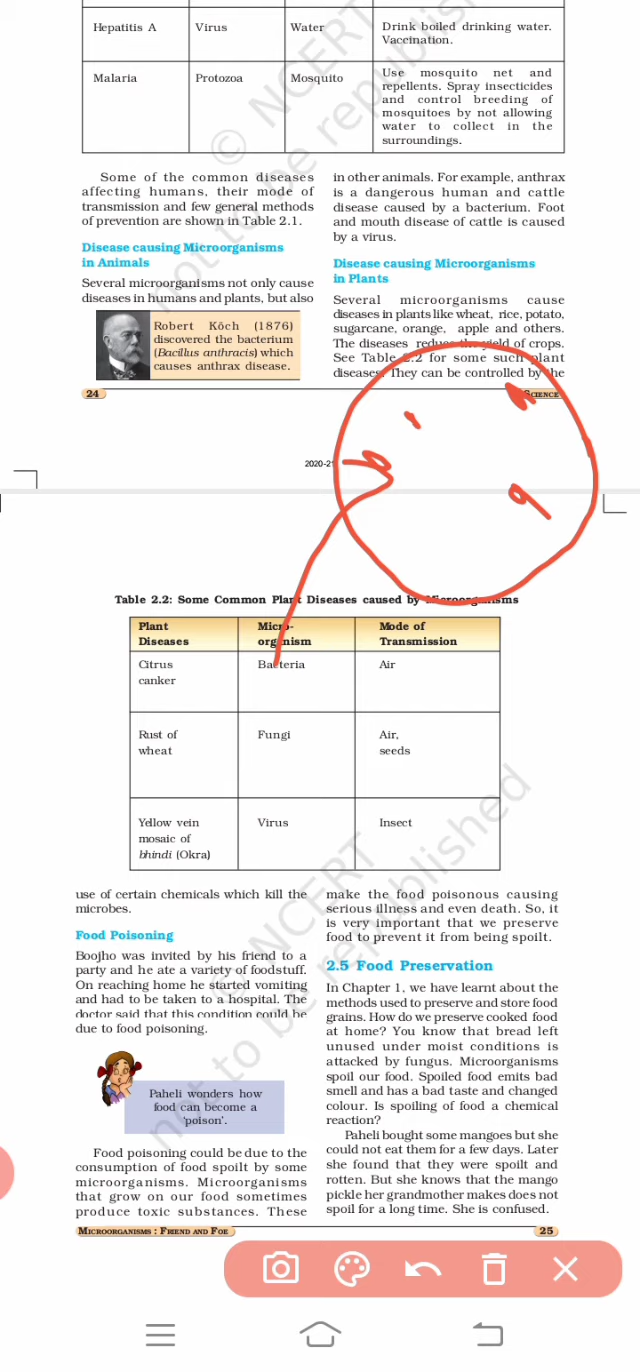 Hepatitis A Virus Water Drink boiled drinking water.
Vaccination.
Malaria Protozoa Mosquito Use mosquito net and
repellents. Spray insecticides
and control breeding of
mosquitoes by not allowing
water to collect in the
surroundings.
Some of the common diseases
affecting humans, their mode of
transmission and few general methods
of prevention are shown in Table 2.1.
Disease causing Microorganisms
in Animals
Several microorganisms not only cause
diseases in humans and plants, but also
Robert Köch (1876)
discovered the bacterium
(Bacillus anthracis) which
causes anthrax disease.
in other animals. For example, anthrax
is a dangerous human and cattle
disease caused by a bacterium. Foot
and mouth disease of cattle is caused
by a virus.
Disease causing Microorganisms
in Plants
Several microorganisms cause
diseases in plants like wheat, rice, potato,
sugarcane, orange, apple and others.
The diseases reduce the yield of crops.
See Table 2.2 for some such plant
diseases. They can be controlled by the
24 SCIENCE
2020-21
Table 2.2: Some Common Plant Diseases caused by Microorganisms
Plant Micro- Mode of
Diseases organism Transmission
Citrus Bacteria Air
canker
Rust of Fungi Air,
wheat seeds
Yellow vein Virus Insect
mosaic of
bhindi (Okra)
use of certain chemicals which kill the
microbes.
Food Poisoning
Boojho was invited by his friend to a
party and he ate a variety of foodstuff.
On reaching home he started vomiting
and had to be taken to a hospital. The
doctor said that this condition could be
due to food poisoning.
Paheli wonders how
food can become a
‘poison’.
Food poisoning could be due to the
consumption of food spoilt by some
microorganisms. Microorganisms
that grow on our food sometimes
produce toxic substances. These
make the food poisonous causing
serious illness and even death. So, it
is very important that we preserve
food to prevent it from being spoilt.
2.5 Food Preservation
In Chapter 1, we have learnt about the
methods used to preserve and store food
grains. How do we preserve cooked food
at home? You know that bread left
unused under moist conditions is
attacked by fungus. Microorganisms
spoil our food. Spoiled food emits bad
smell and has a bad taste and changed
colour. Is spoiling of food a chemical
reaction?
Paheli bought some mangoes but she
could not eat them for a few days. Later
she found that they were spoilt and
rotten. But she knows that the mango
pickle her grandmother makes does not
spoil for a long time. She is confused.
MICROORGANISMS : FRIEND AND FOE 25
© NCERT
not to be republished
© NCERT
not to be republished